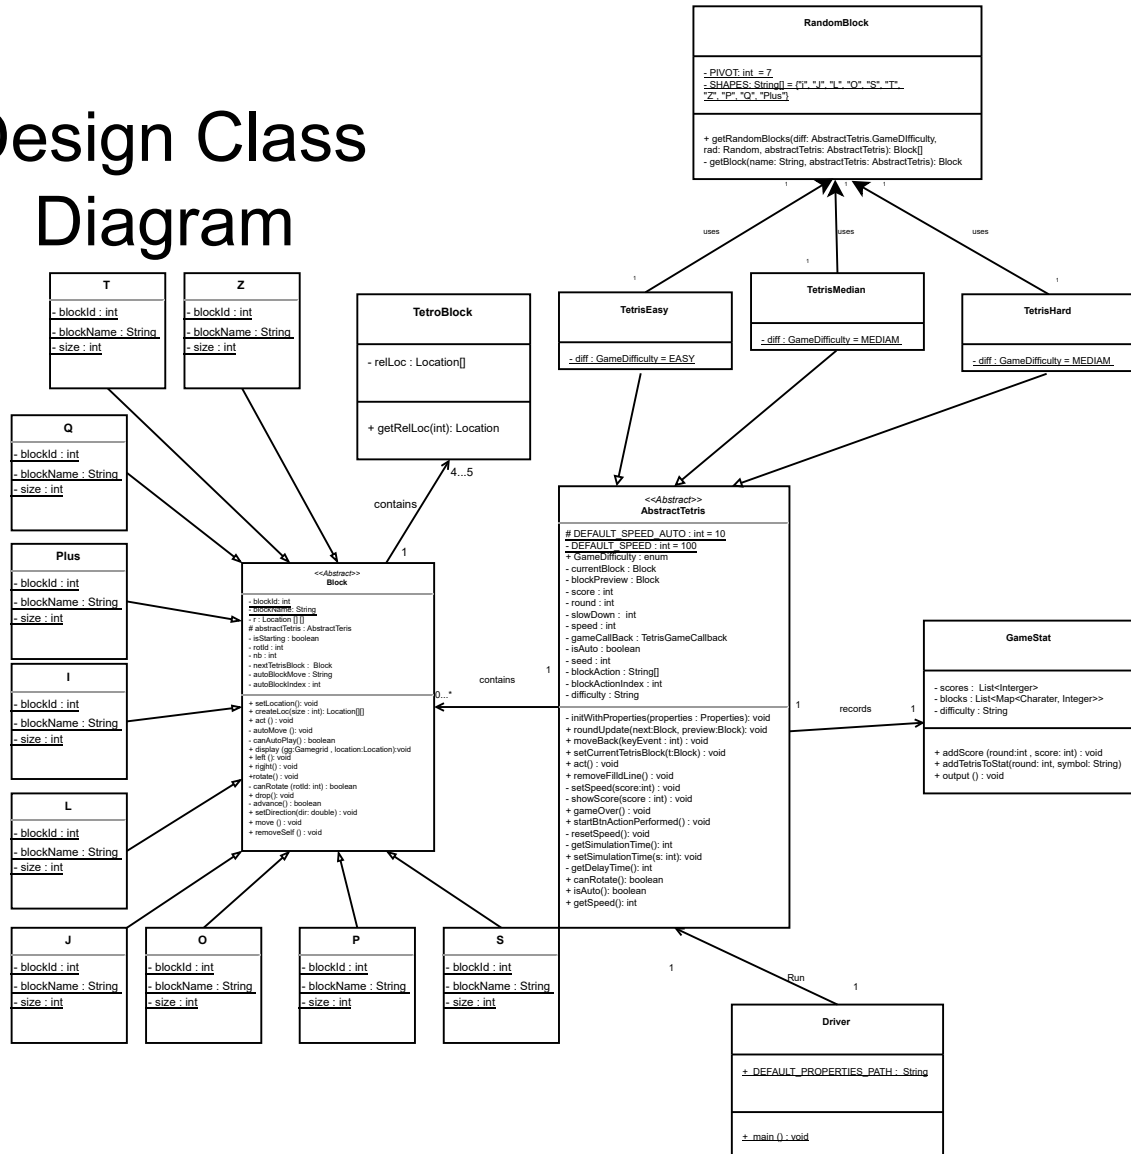 Design Class
Diagram
RandomBlock
- PIVOT: int  = 7
- SHAPES: String[] = {"i", "J", "L", "O", "S", "T",
"Z", "P", "Q", "Plus"}
+ getRandomBlocks(diff: AbstractTetris.GameDIfficulty,
rad: Random, abstractTetris: AbstractTetris): Block[]
- getBlock(name: String, abstractTetris: AbstractTetris): Block
1
1
1
uses
uses
uses
1
1
1
T
- blockId : int
- blockName : String
- size : int
Z
- blockId : int
- blockName : String
- size : int
TetroBlock
- relLoc : Location[]
+ getRelLoc(int): Location
TetrisEasy
- diff : GameDifficulty = EASY
TetrisMedian
- diff : GameDifficulty = MEDIAM
TetrisHard
- diff : GameDifficulty = MEDIAM
Q
- blockId : int
- blockName : String
- size : int
4...5
contains
1
Plus
- blockId : int
- blockName : String
- size : int
I
- blockId : int
- blockName : String
- size : int
L
- blockId : int
- blockName : String
- size : int
J
- blockId : int
- blockName : String
- size : int
O
- blockId : int
- blockName : String
- size : int
P
- blockId : int
- blockName : String
- size : int
S
- blockId : int
- blockName : String
- size : int
<<Abstract>>
Block
- blockId: int
- blockName: String
- r : Location [] []
# abstractTetris : AbstractTeris
- isStarting : boolean
- rotId : int
- nb : int
- nextTetrisBlock :  Block
- autoBlockMove : String
- autoBlockIndex : int
+ setLocation(): void
+ createLoc(size : int): Location[][]
+ act () : void
- autoMove ():
- canAutoPlay() : boolean
+ display (gg:Gamegrid , location:Location):void
+ left (): void
+ rigjht() : void
+rotate() : void
- canRotate (rotId: int) : boolean
+ drop(): void
- advance() : boolean
+ setDirection(dir: double) : void
+ move () : void
+ removeSelf () : void
1
contains
0...*
<<Abstract>>
AbstractTetris
# DEFAULT_SPEED_AUTO : int = 10
- DEFAULT_SPEED : int = 100
+ GameDifficulty : enum
- currentBlock : Block
- blockPreview : Block
- score : int
- round : int
- slowDown :  int
- speed : int
- gameCallBack : TetrisGameCallback
- isAuto : boolean
- seed : int
- blockAction : String[]
- blockActionIndex : int
- difficulty : String
- initWithProperties(properties : Properties): void
+ roundUpdate(next:Block, preview:Block): void
+ moveBack(keyEvent : int) : void
+ setCurrentTetrisBlock(t:Block) : void
+ act() : void
+ removeFilldLine() : void
- setSpeed(score:int) : void
- showScore(score : int) : void
+ gameOver() : void
+ startBtnActionPerformed() : void
- resetSpeed(): void
- getSimulationTime(): int
+ setSimulationTime(s: int): void
- getDelayTime(): int
+ canRotate(): boolean
+ isAuto(): boolean
+ getSpeed(): int
1
records
1
GameStat
- scores :  List<Interger>
- blocks : List<Map<Charater, Integer>>
- difficulty : String
+ addScore (round:int , score: int) : void
+ addTetrisToStat(round: int, symbol: String)
+ output () : void
1
Run
1
Driver
+  DEFAULT_PROPERTIES_PATH :  String
+  main () : void